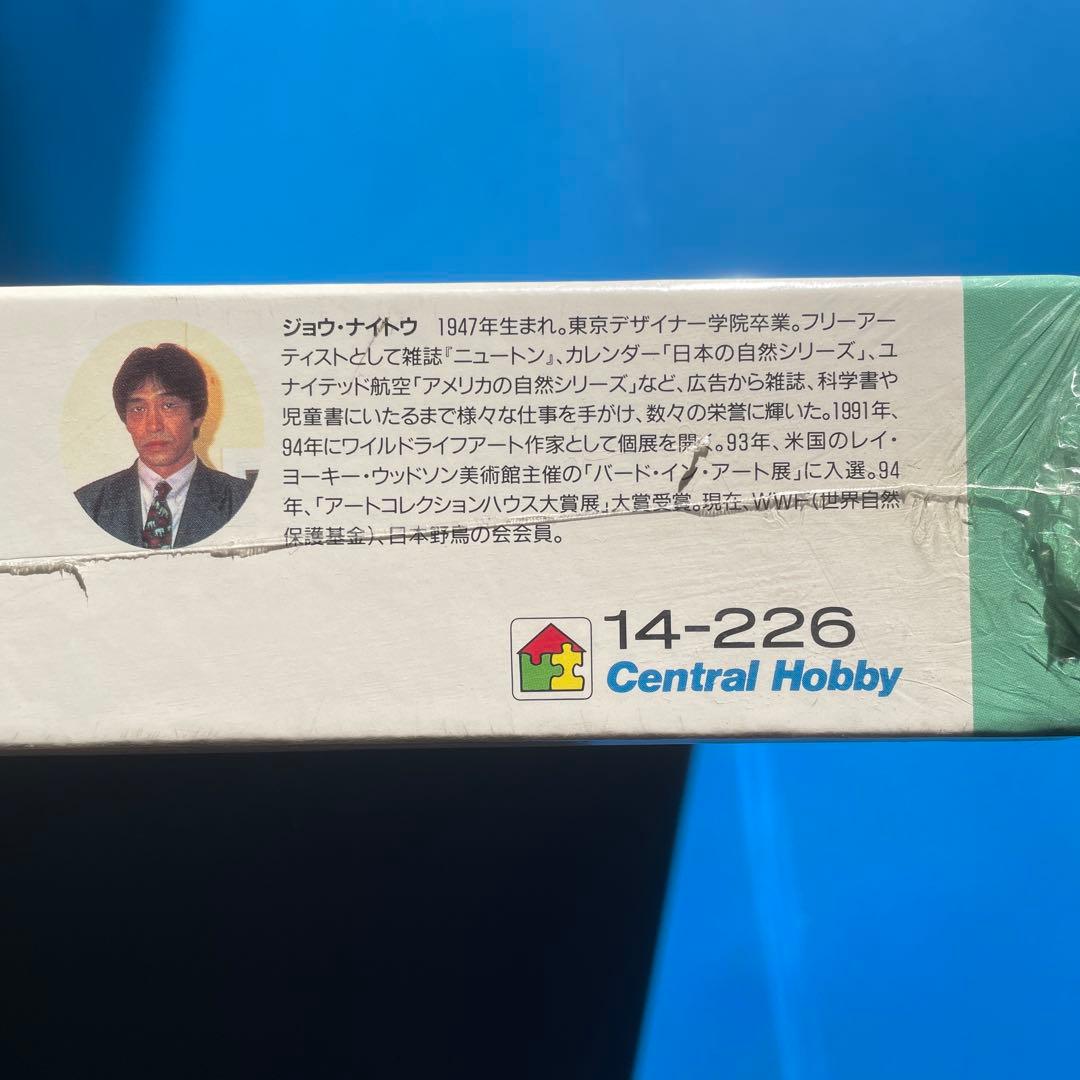 ジョウ・ナイトウ 1947年生まれ。東京デザイナー学院卒業。フリーアー
ティストとして雑誌『ニュートン』、カレンダー「日本の自然シリーズ」、ユ
ナイテッド航空「アメリカの自然シリーズ」など、広告から雑誌、科学書や
児童書にいたるまで様々な仕事を手がけ、数々の栄誉に輝いた。1991年、
94年にワイルドライフアート作家として個展を開く。93年、米国のレイ・
ヨーキー・ウッドソン美術館主催の「バード・イン・アート展」に入選。94
年、「アートコレクションハウス大賞展」大賞受賞。現在、WWF(世界自然
保護基金)、日本野鳥の会会員。
14-226
Central Hobby